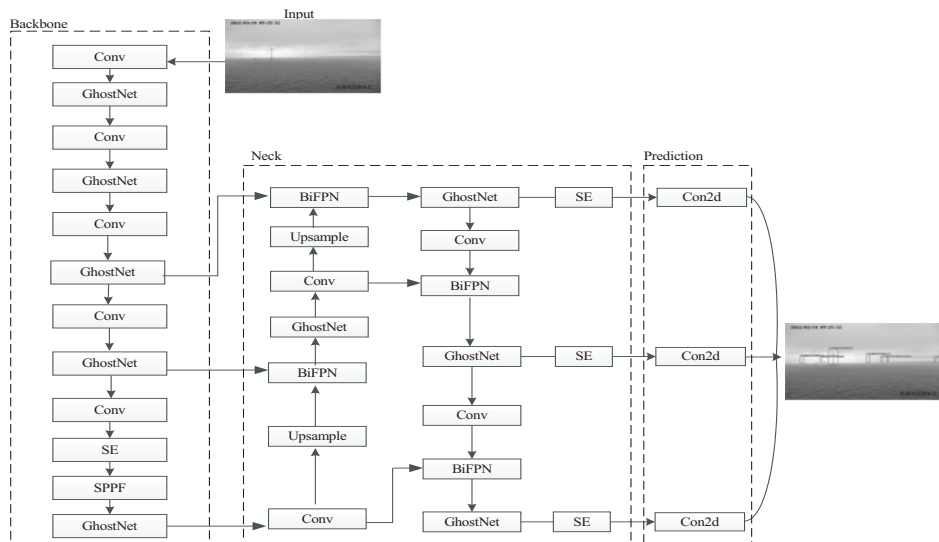 Input
Backbone
Conv
GhostNet
Conv
GhostNet
Conv
GhostNet
Conv
GhostNet
Conv
SE
SPPF
GhostNet
Neck
BiFPN
Upsample
Conv
GhostNet
BiFPN
Upsample
Conv
GhostNet
SE
Conv
BiFPN
GhostNet
SE
Conv
BiFPN
GhostNet
SE
Prediction
Con2d
Con2d
Con2d